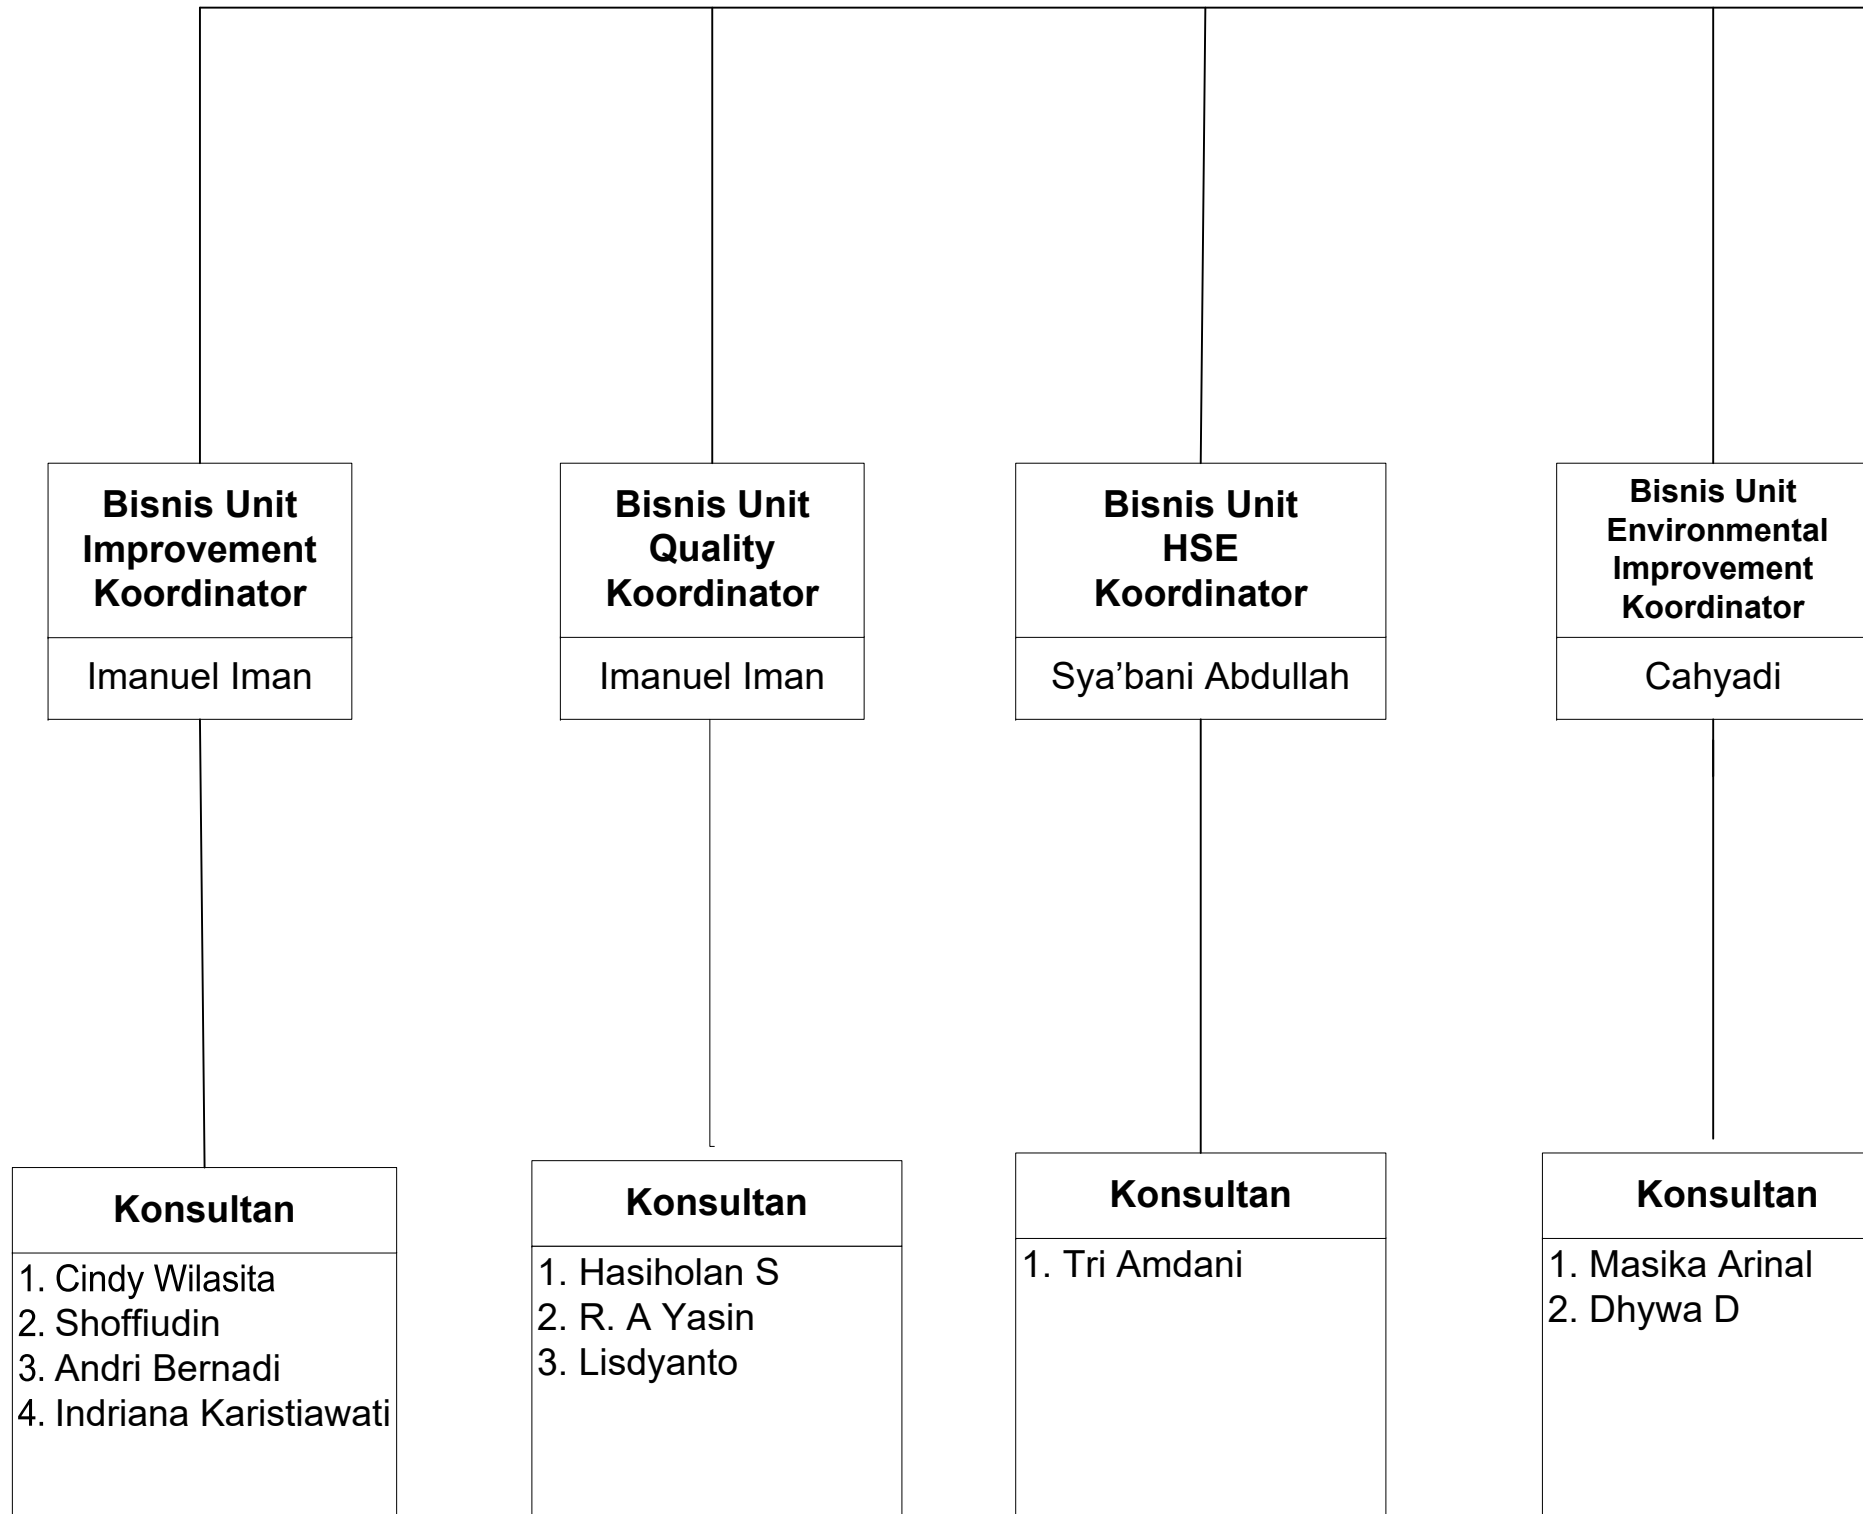 Bisnis Unit
Improvement
Koordinator
Imanuel Iman
Bisnis Unit
Quality
Koordinator
Imanuel Iman
Bisnis Unit
HSE
Koordinator
Sya’bani Abdullah
Bisnis Unit
Environmental
Improvement
Koordinator
Cahyadi
Konsultan
1. Cindy Wilasita
2. Shoffiudin
3. Andri Bernadi
4. Indriana Karistiawati
Konsultan
1. Hasiholan S
2. R. A Yasin
3. Lisdyanto
Konsultan
1. Tri Amdani
Konsultan
1. Masika Arinal
2. Dhywa D